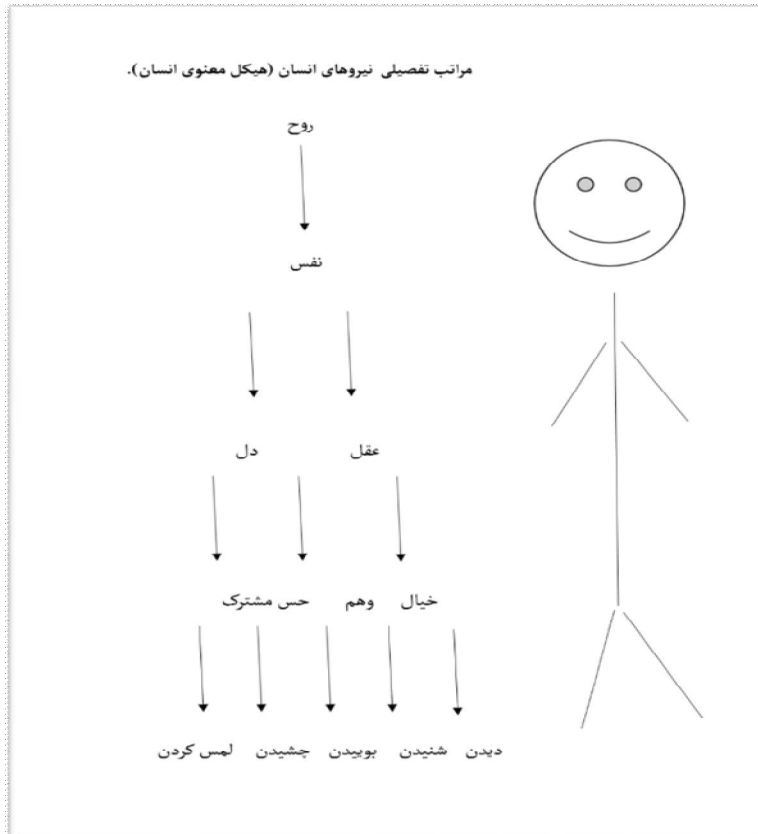 مراتب تفصیلی نیروهای انسان (هیکل معنوی انسان).
روح
نفس
عقل دل
خیال وهم حس مشترک
دیدن شنیدن بوییدن چشیدن لمس کردن